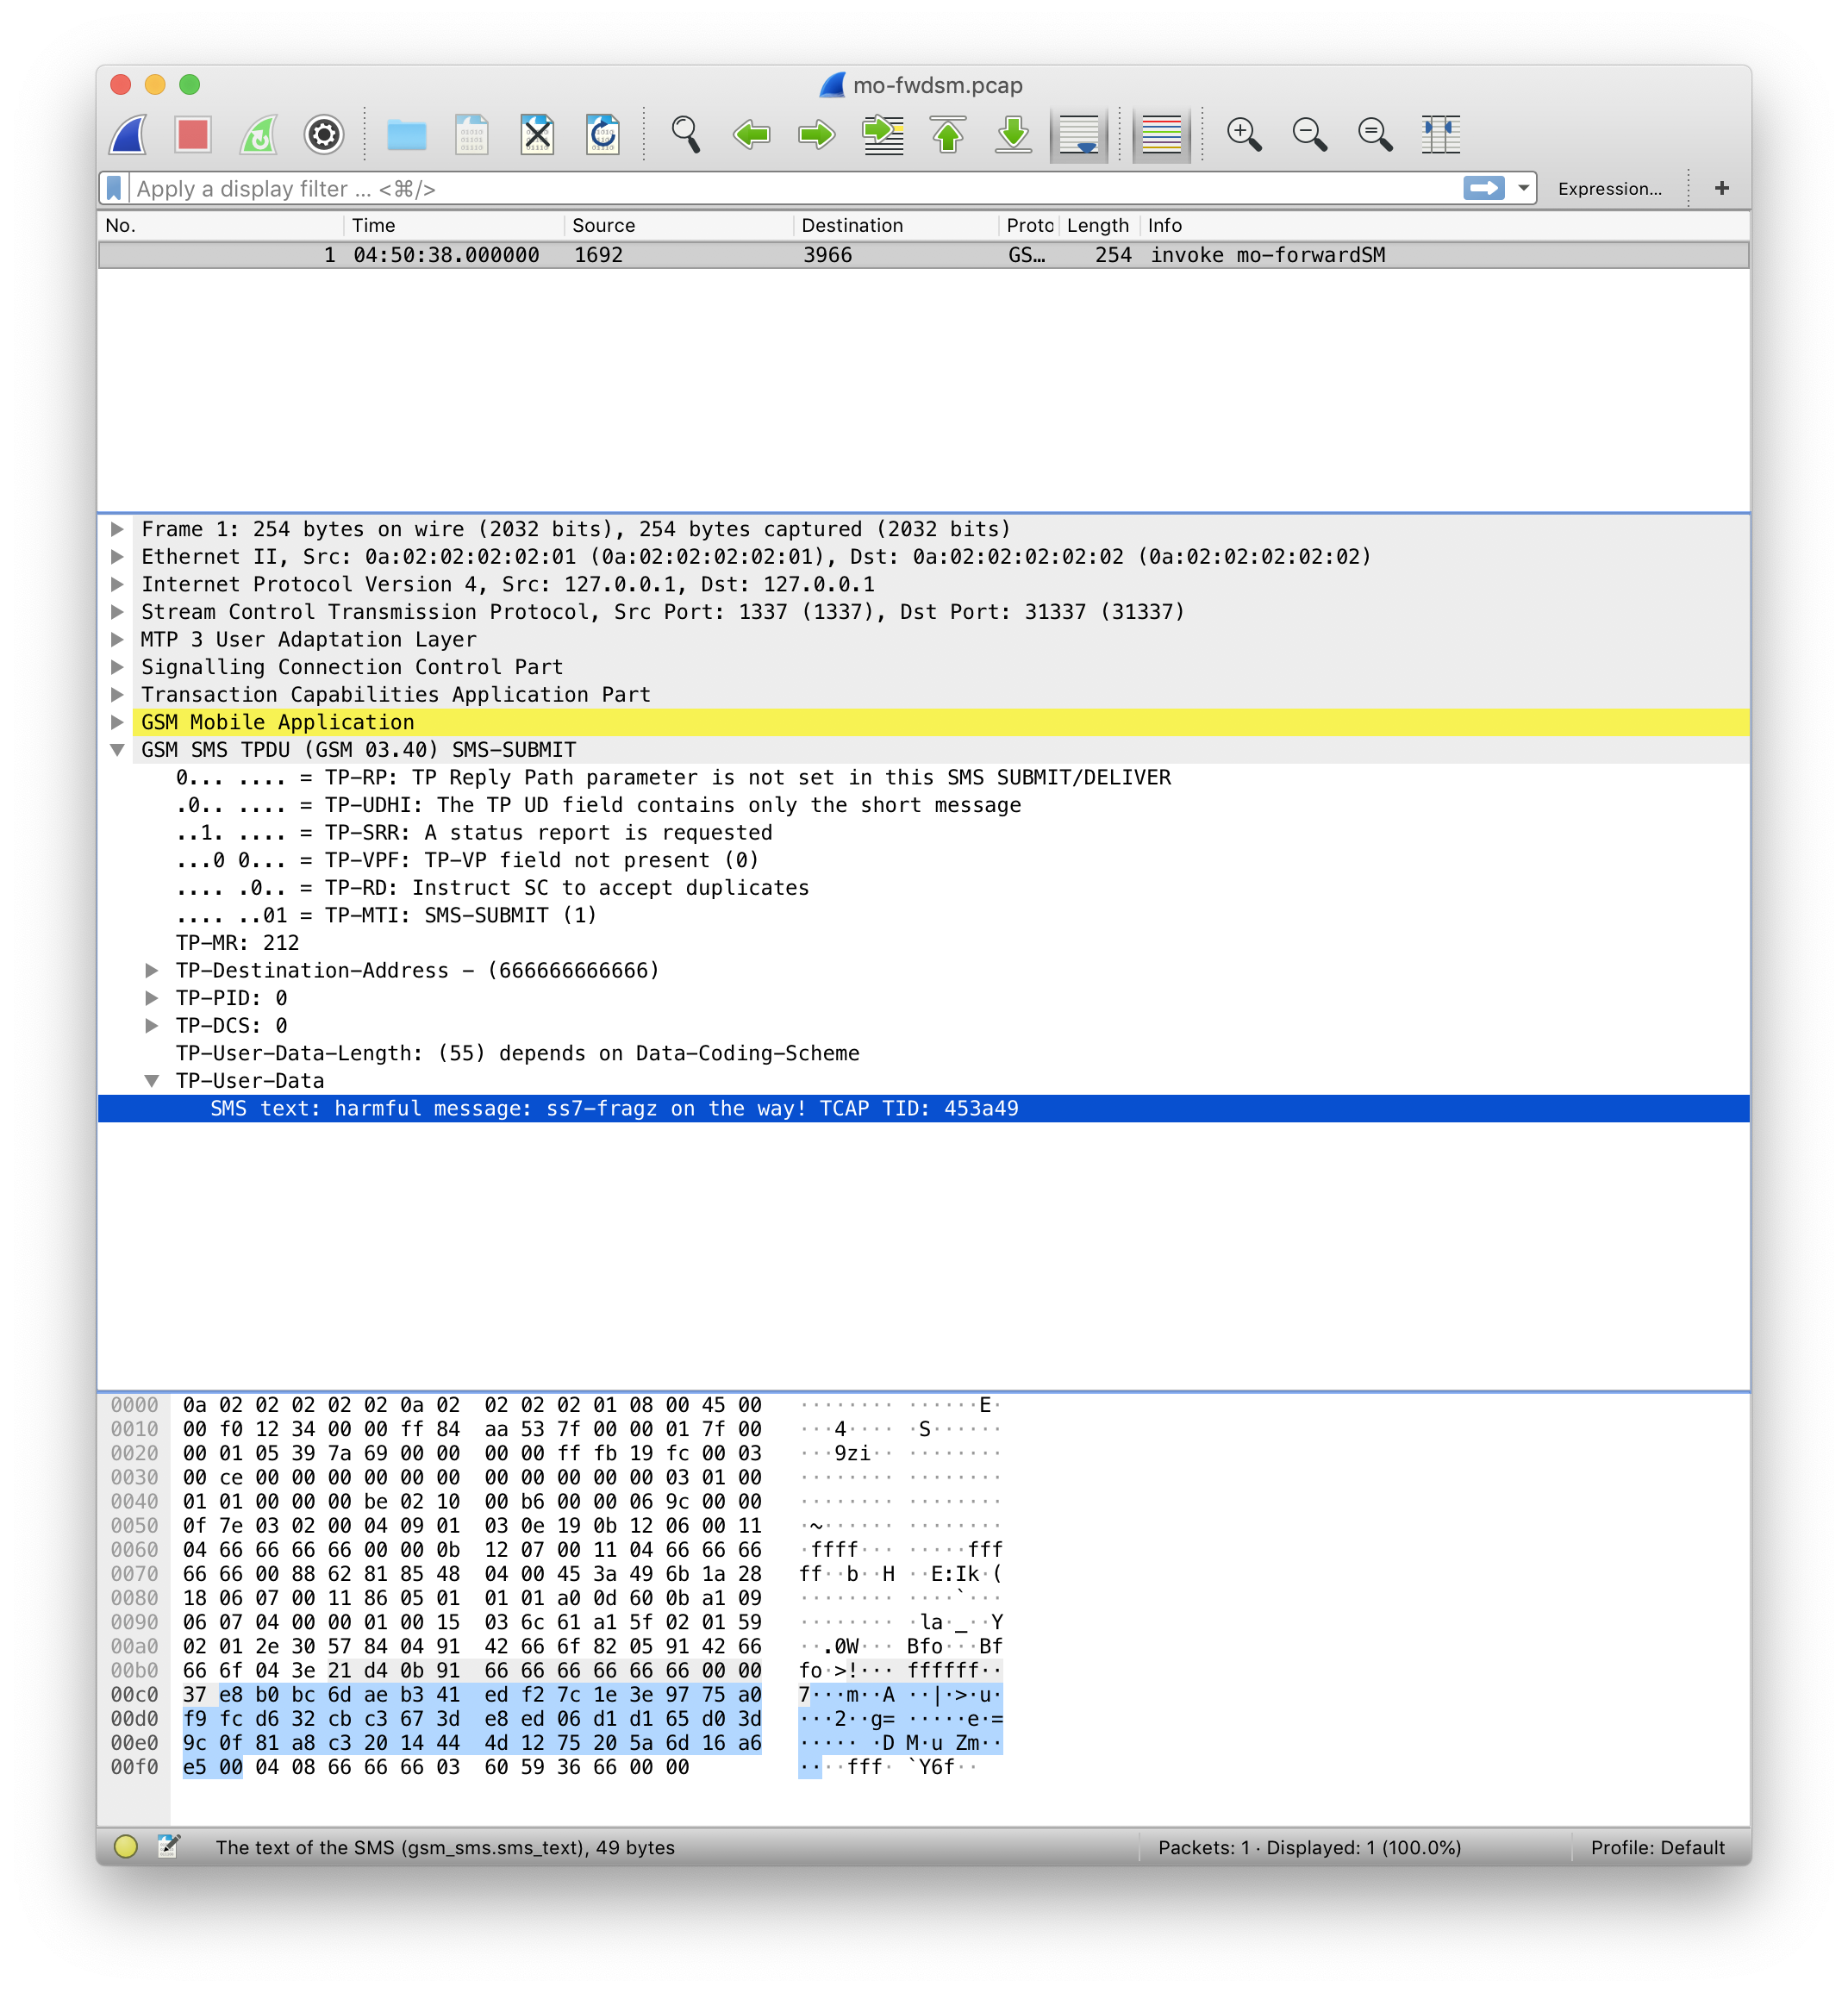 mo-fwdsm.pcap
Apply a display filter ... <⌘/>
Expression...
+
No. Time Source Destination Proto Length Info
1 04:50:38.000000 1692 3966 GS… 254 invoke mo-forwardSM
Frame 1: 254 bytes on wire (2032 bits), 254 bytes captured (2032 bits)
Ethernet II, Src: 0a:02:02:02:02:01 (0a:02:02:02:02:01), Dst: 0a:02:02:02:02:02 (0a:02:02:02:02:02)
Internet Protocol Version 4, Src: 127.0.0.1, Dst: 127.0.0.1
Stream Control Transmission Protocol, Src Port: 1337 (1337), Dst Port: 31337 (31337)
MTP 3 User Adaptation Layer
Signalling Connection Control Part
Transaction Capabilities Application Part
GSM Mobile Application
GSM SMS TPDU (GSM 03.40) SMS-SUBMIT
0... .... = TP-RP: TP Reply Path parameter is not set in this SMS SUBMIT/DELIVER
.0.. .... = TP-UDHI: The TP UD field contains only the short message
..1. .... = TP-SRR: A status report is requested
...0 0... = TP-VPF: TP-VP field not present (0)
.... .0.. = TP-RD: Instruct SC to accept duplicates
.... ..01 = TP-MTI: SMS-SUBMIT (1)
TP-MR: 212
TP-Destination-Address - (666666666666)
TP-PID: 0
TP-DCS: 0
TP-User-Data-Length: (55) depends on Data-Coding-Scheme
TP-User-Data
SMS text: harmful message: ss7-fragz on the way! TCAP TID: 453a49
0000 0a 02 02 02 02 02 0a 02 02 02 02 01 08 00 45 00 ········ ······E·
0010 00 f0 12 34 00 00 ff 84 aa 53 7f 00 00 01 7f 00 ···4···· ·S······
0020 00 01 05 39 7a 69 00 00 00 00 ff fb 19 fc 00 03 ···9zi·· ········
0030 00 ce 00 00 00 00 00 00 00 00 00 00 00 03 01 00 ········ ········
0040 01 01 00 00 00 be 02 10 00 b6 00 00 06 9c 00 00 ········ ········
0050 0f 7e 03 02 00 04 09 01 03 0e 19 0b 12 06 00 11 ·~······ ········
0060 04 66 66 66 66 00 00 0b 12 07 00 11 04 66 66 66 ·ffff··· ·····fff
0070 66 66 00 88 62 81 85 48 04 00 45 3a 49 6b 1a 28 ff··b··H ··E:Ik·(
0080 18 06 07 00 11 86 05 01 01 01 a0 0d 60 0b a1 09 ········ ····`···
0090 06 07 04 00 00 01 00 15 03 6c 61 a1 5f 02 01 59 ········ ·la·_··Y
00a0 02 01 2e 30 57 84 04 91 42 66 6f 82 05 91 42 66 ··.0W··· Bfo···Bf
00b0 66 6f 04 3e 21 d4 0b 91 66 66 66 66 66 66 00 00 fo·>!··· ffffff··
00c0 37 e8 b0 bc 6d ae b3 41 ed f2 7c 1e 3e 97 75 a0 7···m··A ··|·>·u·
00d0 f9 fc d6 32 cb c3 67 3d e8 ed 06 d1 d1 65 d0 3d ···2··g= ·····e·=
00e0 9c 0f 81 a8 c3 20 14 44 4d 12 75 20 5a 6d 16 a6 ····· ·D M·u Zm··
00f0 e5 00 04 08 66 66 66 03 60 59 36 66 00 00 ····fff· `Y6f··
The text of the SMS (gsm_sms.sms_text), 49 bytes
Packets: 1 · Displayed: 1 (100.0%)
Profile: Default